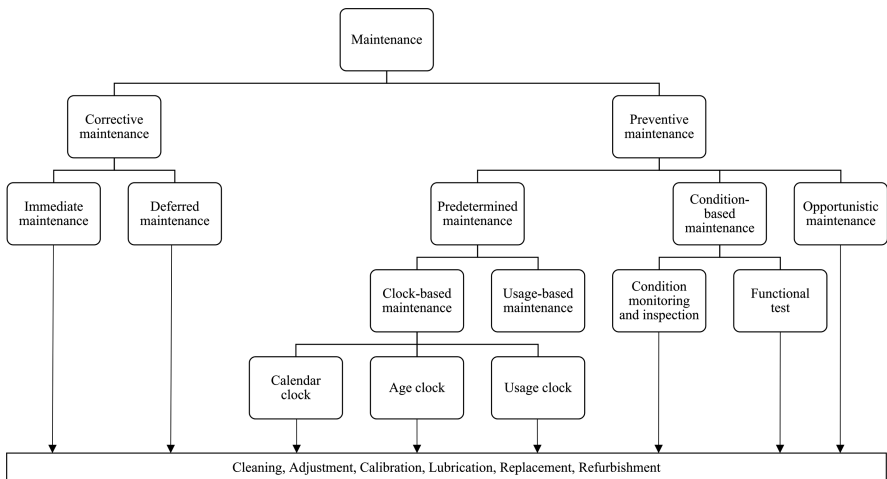 Maintenance
Corrective
maintenance
Preventive
maintenance
Immediate
maintenance
Deferred
maintenance
Predetermined
maintenance
Condition-
based
maintenance
Opportunistic
maintenance
Clock-based
maintenance
Usage-based
maintenance
Condition
monitoring
and inspection
Functional
test
Calendar
clock
Age clock
Usage clock
Cleaning, Adjustment, Calibration, Lubrication, Replacement, Refurbishment